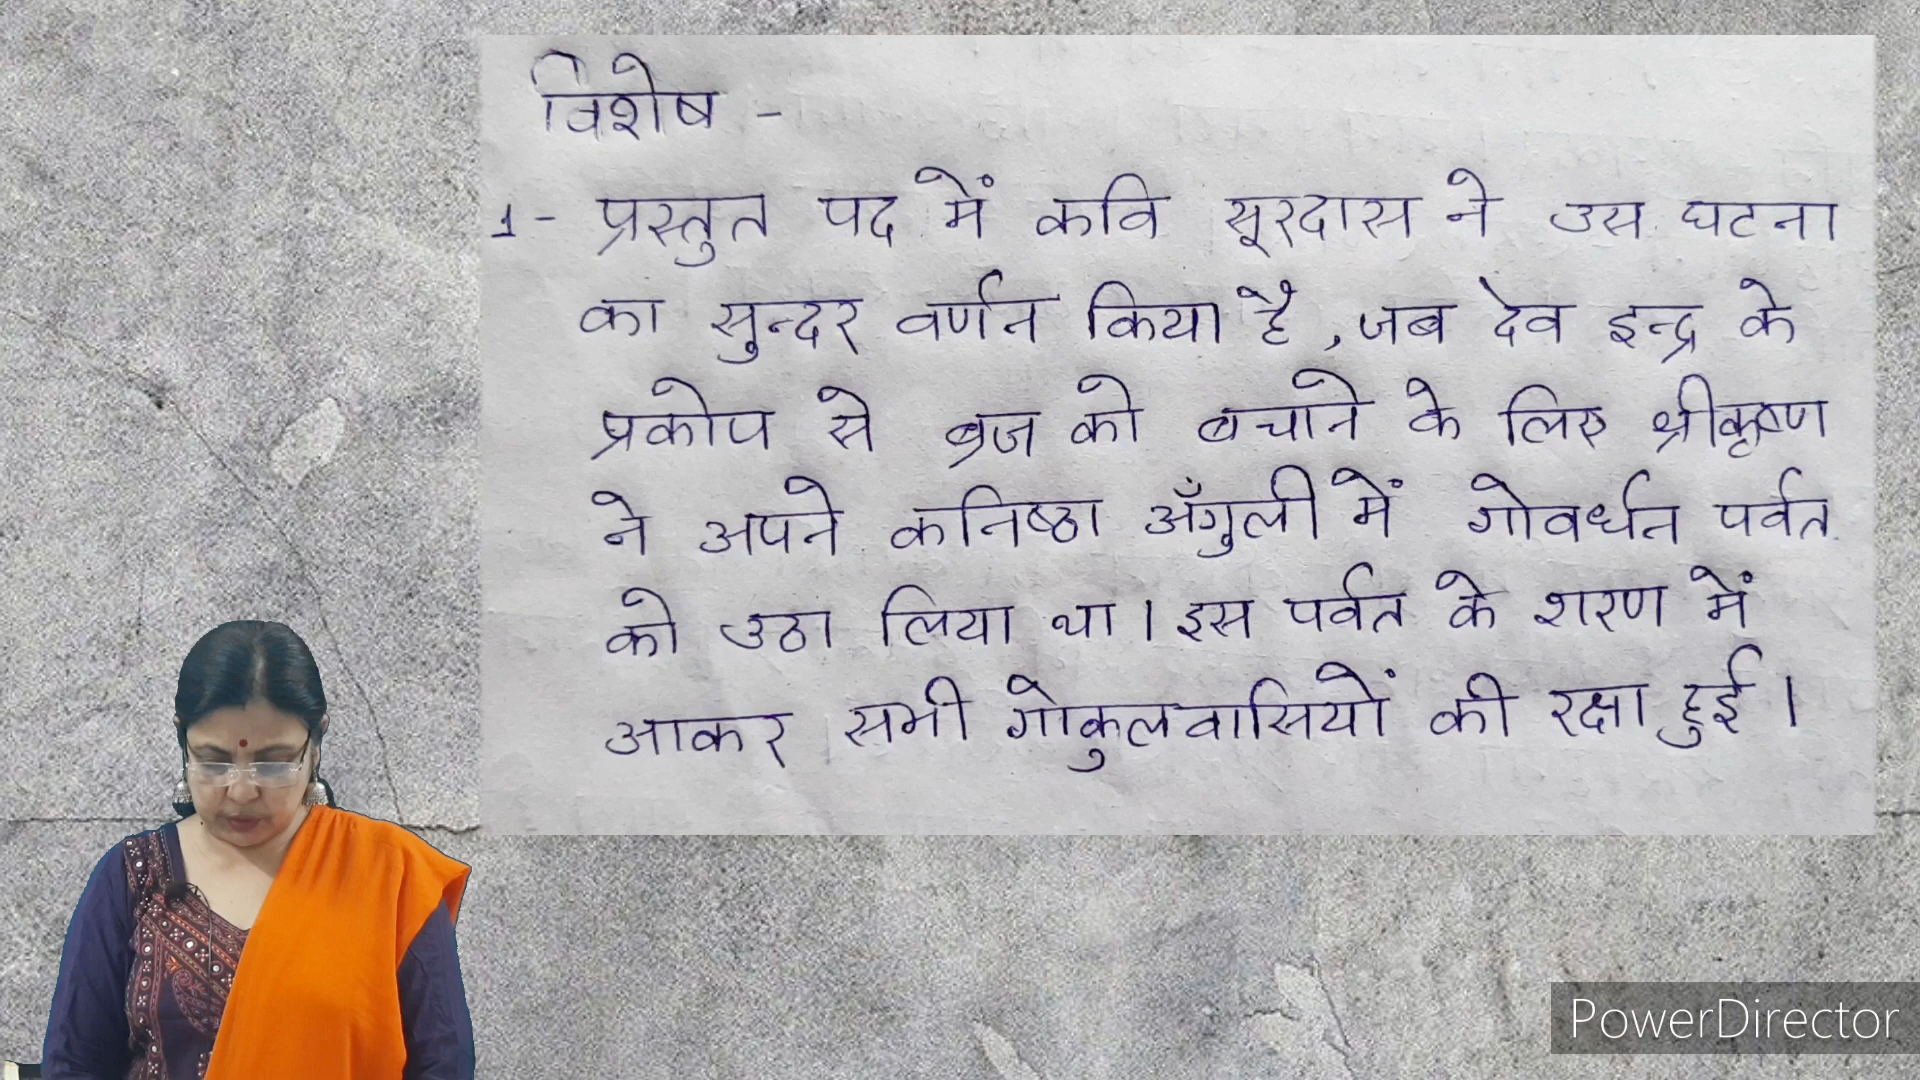 विशेष -
1- प्रस्तुत पद में कवि सूरदास ने उस घटना
का सुन्दर वर्णन किया है, जब देव इन्द्र के
प्रकोप से ब्रज को बचाने के लिए श्रीकृष्ण
ने अपने कनिष्ठा अँगुली में गोवर्धन पर्वत
को उठा लिया था। इस पर्वत के शरण में
आकर सभी गोकुलवासियों की रक्षा हुई।
PowerDirector